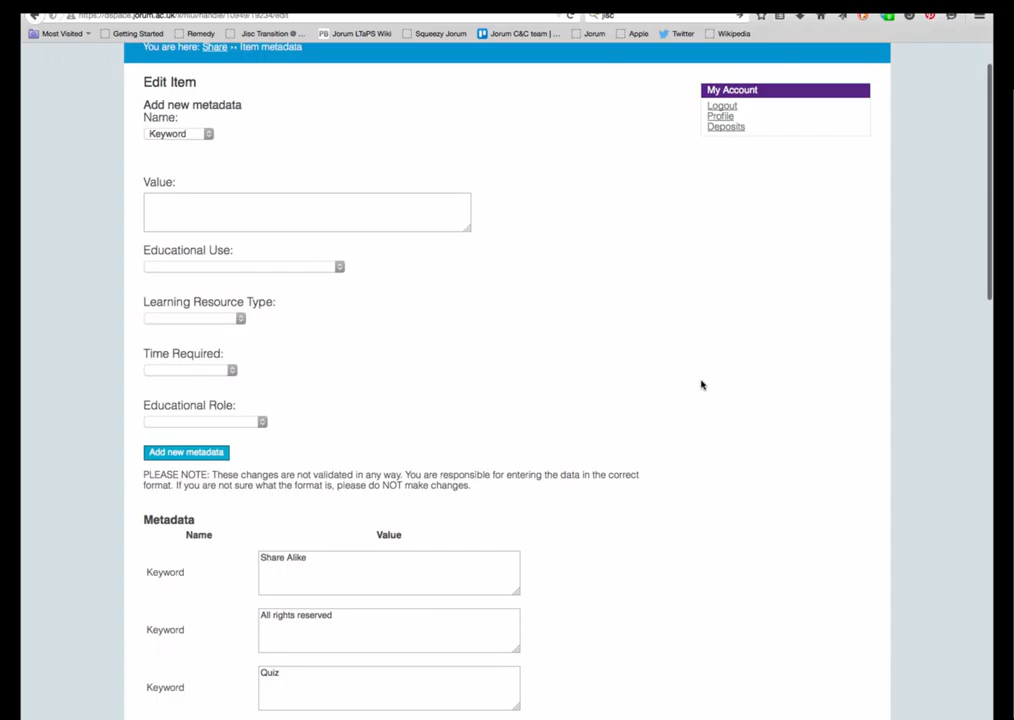 https://dspace.jorum.ac.uk/xmlui/handle/10949/19234/edit
jisc
Most Visited
Getting Started
Remedy
Jisc Transition @ ...
PB Jorum LTaPS Wiki
Squeezy Jorum
Jorum C&C team | ...
Jorum
Apple
Twitter
Wikipedia
You are here: Share ›› Item metadata
Edit Item
My Account
Logout
Profile
Deposits
Add new metadata
Name:
Keyword
Value:
Educational Use:
Learning Resource Type:
Time Required:
Educational Role:
Add new metadata
PLEASE NOTE: These changes are not validated in any way. You are responsible for entering the data in the correct
format. If you are not sure what the format is, please do NOT make changes.
Metadata
Name Value
Keyword Share Alike
Keyword All rights reserved
Keyword Quiz